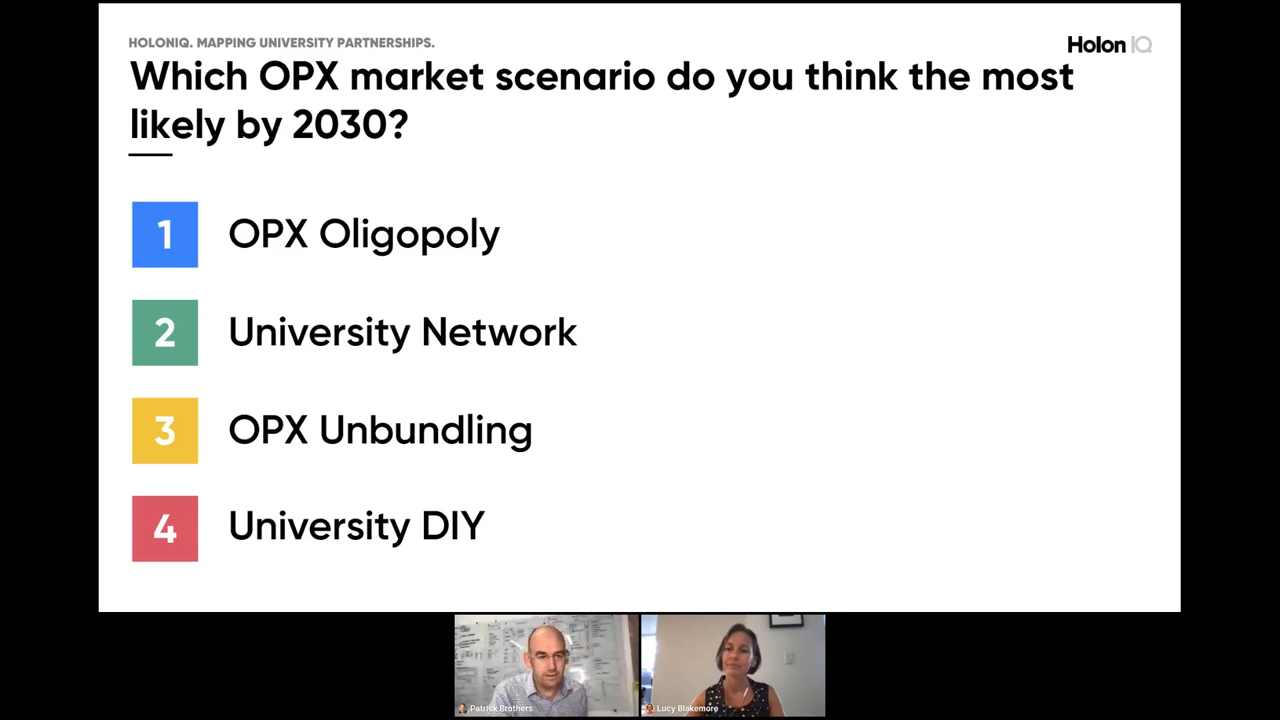 HOLONIQ. MAPPING UNIVERSITY PARTNERSHIPS.
Holon IQ
Which OPX market scenario do you think the most
likely by 2030?
1 OPX Oligopoly
2 University Network
3 OPX Unbundling
4 University DIY
Patrick Brothers
Lucy Blakemore